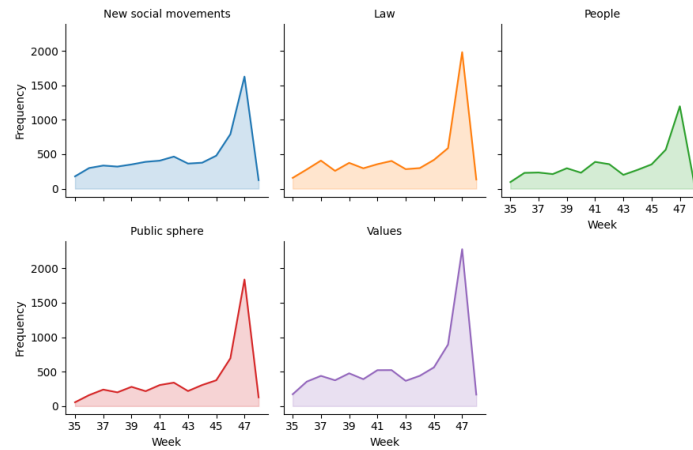 New social movements
Law
People
Frequency
2000
1500
1000
500
0
35 37 39 41 43 45 47
Week
Public sphere
Values
Frequency
2000
1500
1000
500
0
35 37 39 41 43 45 47
35 37 39 41 43 45 47
Week
Week